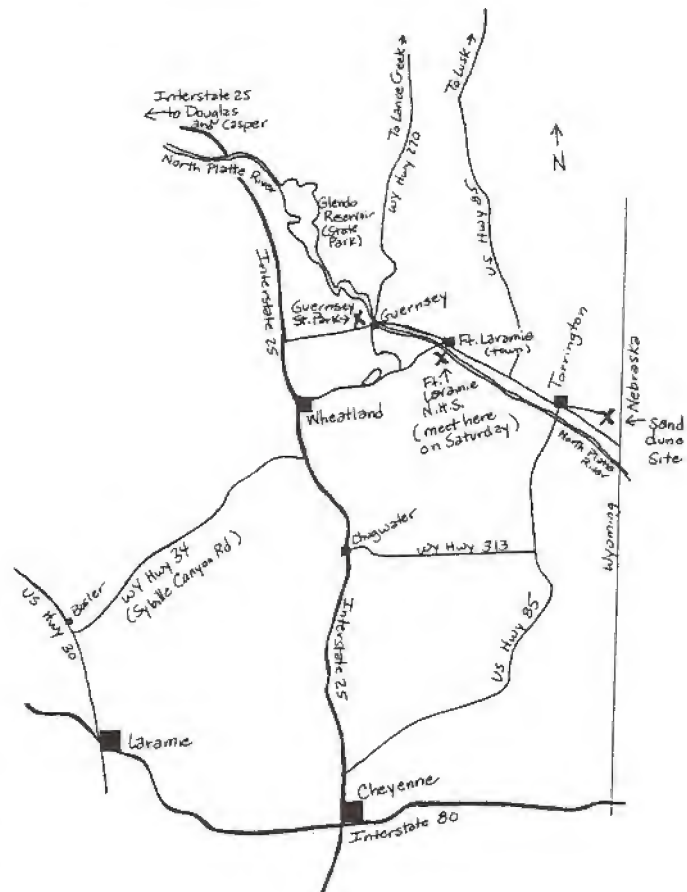 Interstate 25
← to Douglas
and Casper
North Platte River
Glendo
Reservoir
(State
Park)
To Lance Creek →
WY Hwy 270
To Lusk →
US Hwy 85
N
Interstate 25
Guernsey
St. Park →
Guernsey
Ft. Laramie
(town)
Torrington
Nebraska
Wyoming
Wheatland
Ft.
Laramie
N.H.S.
(meet here
on Saturday)
North Platte
River
← Sand
dune
Site
Chugwater
WY Hwy 313
WY Hwy 34
(Sybille Canyon Rd)
Bosler
US Hwy 30
Interstate 25
US Hwy 85
Laramie
Cheyenne
Interstate 80